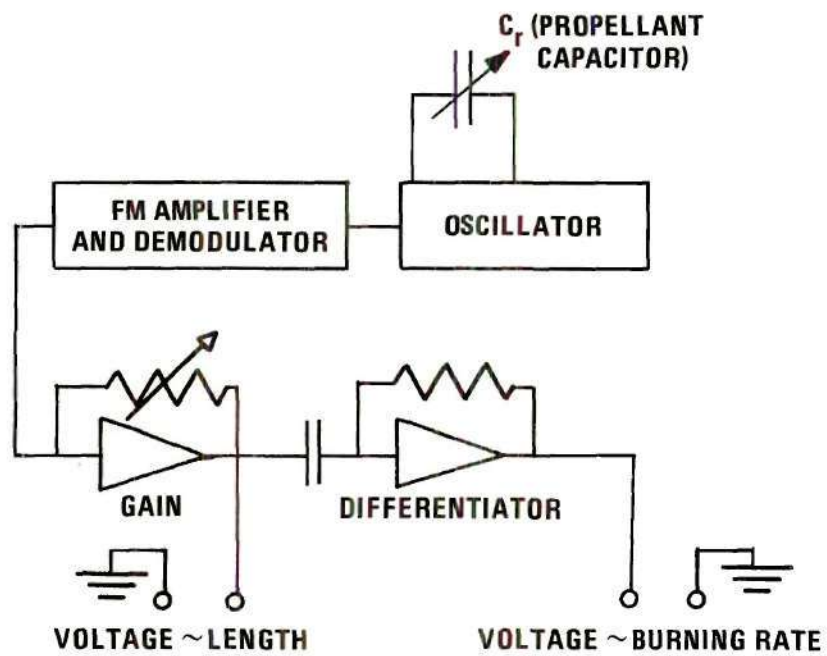 Cr (PROPELLANT
CAPACITOR)
FM AMPLIFIER
AND DEMODULATOR
OSCILLATOR
GAIN
DIFFERENTIATOR
VOLTAGE ~LENGTH
VOLTAGE ~BURNING RATE